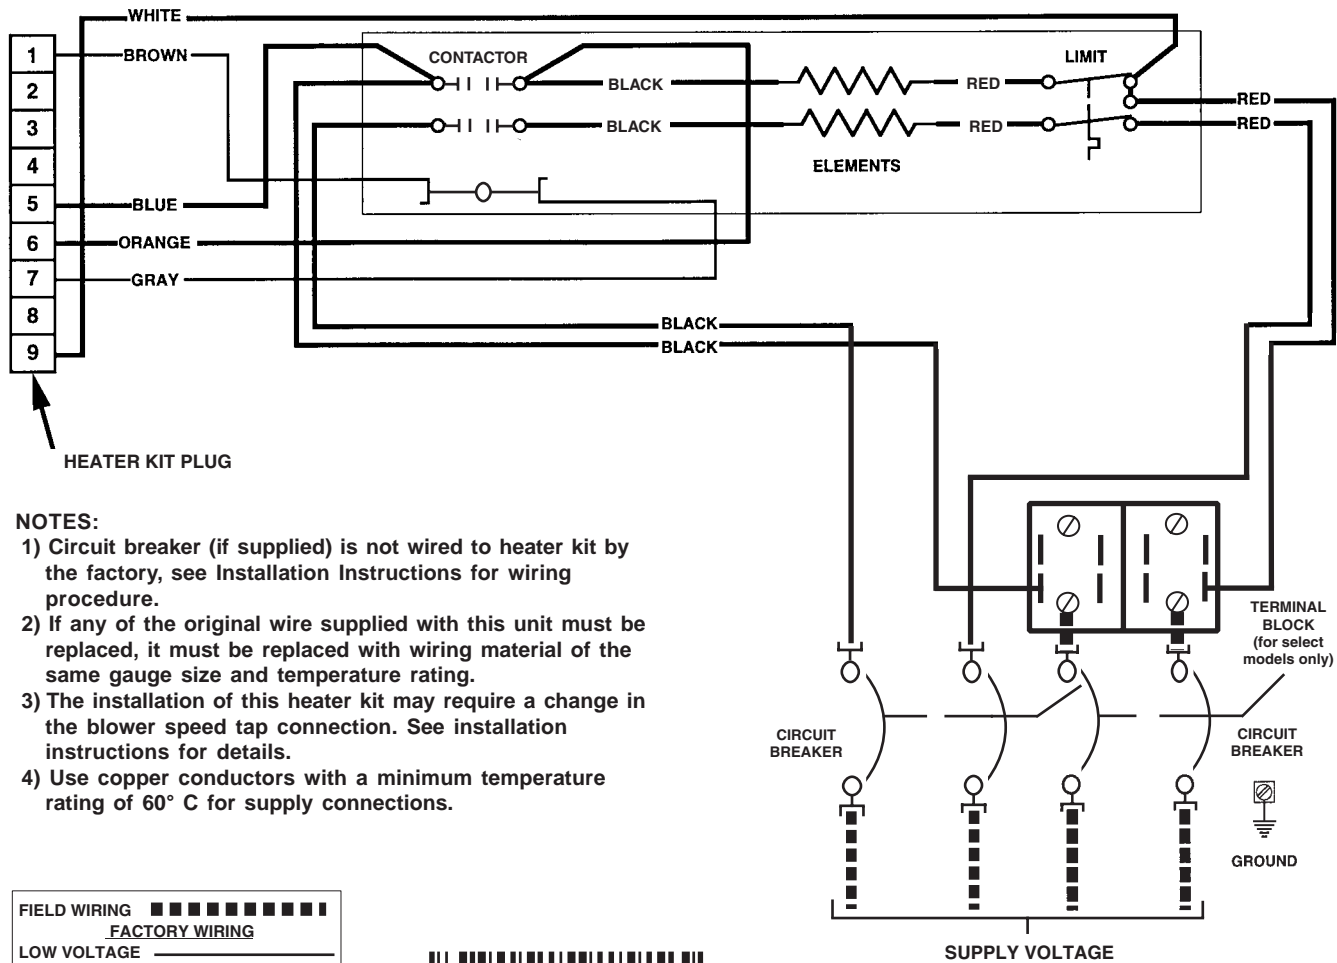 WHITE
1
BROWN
2
3
4
5
BLUE
6
ORANGE
7
GRAY
8
9
CONTACTOR
LIMIT
BLACK
RED
RED
BLACK
RED
RED
ELEMENTS
BLACK
BLACK
HEATER KIT PLUG
NOTES:
1) Circuit breaker (if supplied) is not wired to heater kit by
the factory, see Installation Instructions for wiring
procedure.
2) If any of the original wire supplied with this unit must be
replaced, it must be replaced with wiring material of the
same gauge size and temperature rating.
3) The installation of this heater kit may require a change in
the blower speed tap connection. See installation
instructions for details.
4) Use copper conductors with a minimum temperature
rating of 60° C for supply connections.
TERMINAL
BLOCK
(for select
models only)
CIRCUIT
BREAKER
CIRCUIT
BREAKER
GROUND
SUPPLY VOLTAGE
FIELD WIRING
FACTORY WIRING
LOW VOLTAGE